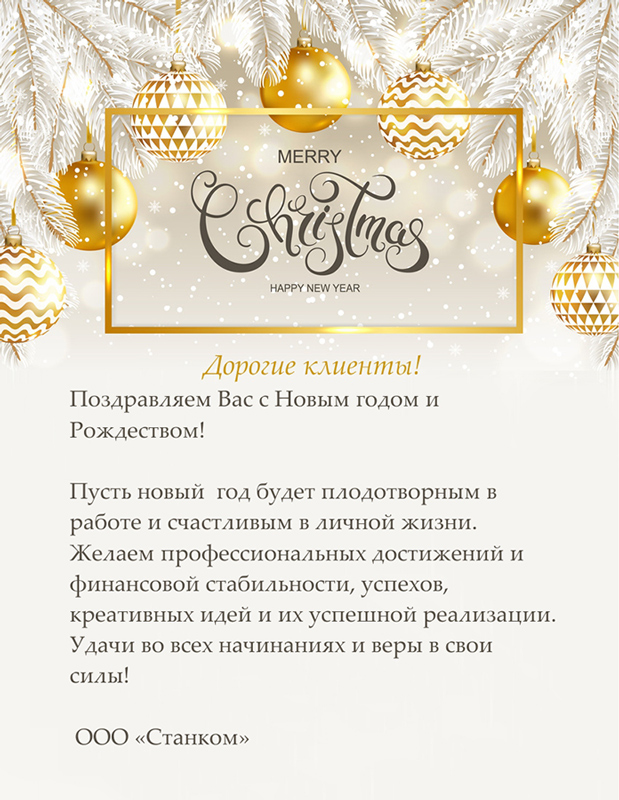 MERRY
Christmas
HAPPY NEW YEAR
Дорогие клиенты!
Поздравляем Вас с Новым годом и
Рождеством!
Пусть новый  год будет плодотворным в
работе и счастливым в личной жизни.
Желаем профессиональных достижений и
финансовой стабильности, успехов,
креативных идей и их успешной реализации.
Удачи во всех начинаниях и веры в свои
силы!
ООО «Станком»